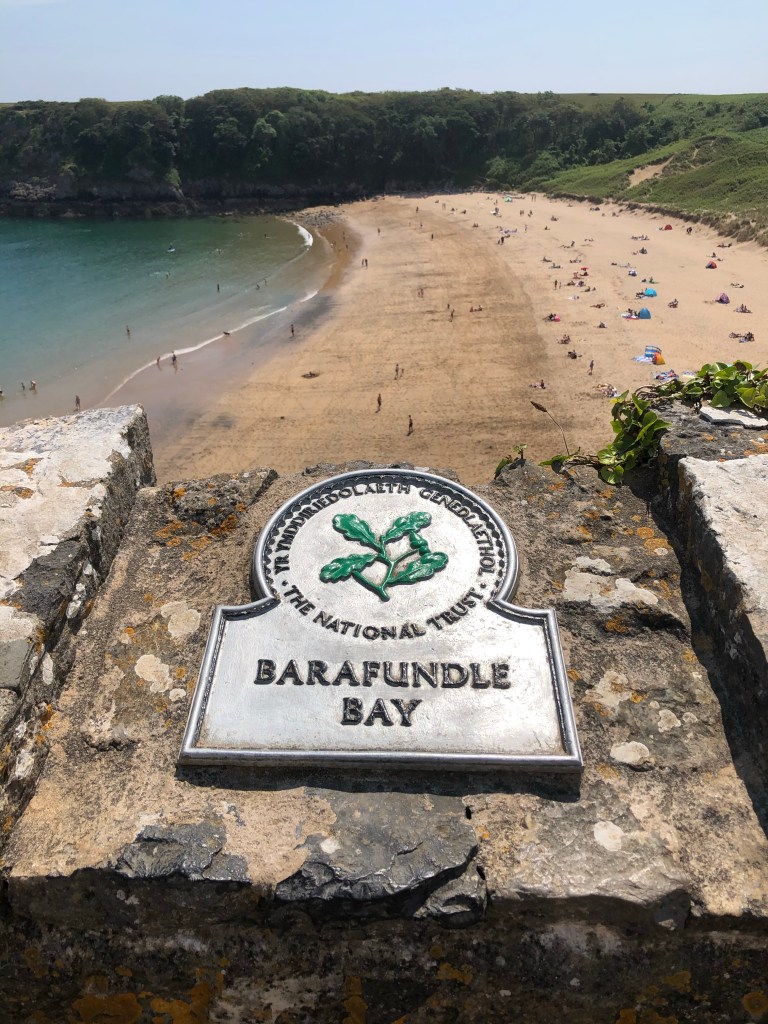 YR YMDDIRIEDOLAETH GENEDLAETHOL
THE NATIONAL TRUST
BARAFUNDLE
BAY